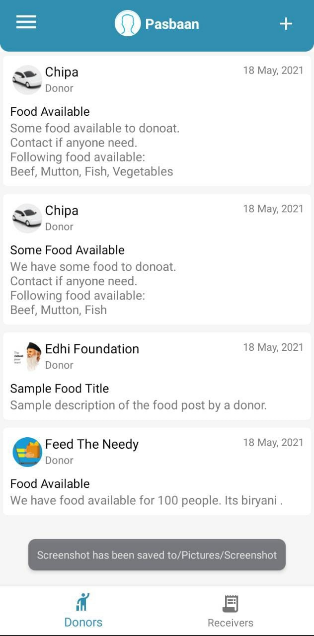 Pasbaan
Chipa
18 May, 2021
Donor
Food Available
Some food available to donoat.
Contact if anyone need.
Following food available:
Beef, Mutton, Fish, Vegetables
Chipa
18 May, 2021
Donor
Some Food Available
We have some food to donoat.
Contact if anyone need.
Following food available:
Beef, Mutton, Fish
Edhi Foundation
18 May, 2021
Donor
Sample Food Title
Sample description of the food post by a donor.
Feed The Needy
18 May, 2021
Donor
Food Available
We have food available for 100 people. Its biryani .
Screenshot has been saved to/Pictures/Screenshot
Donors
Receivers